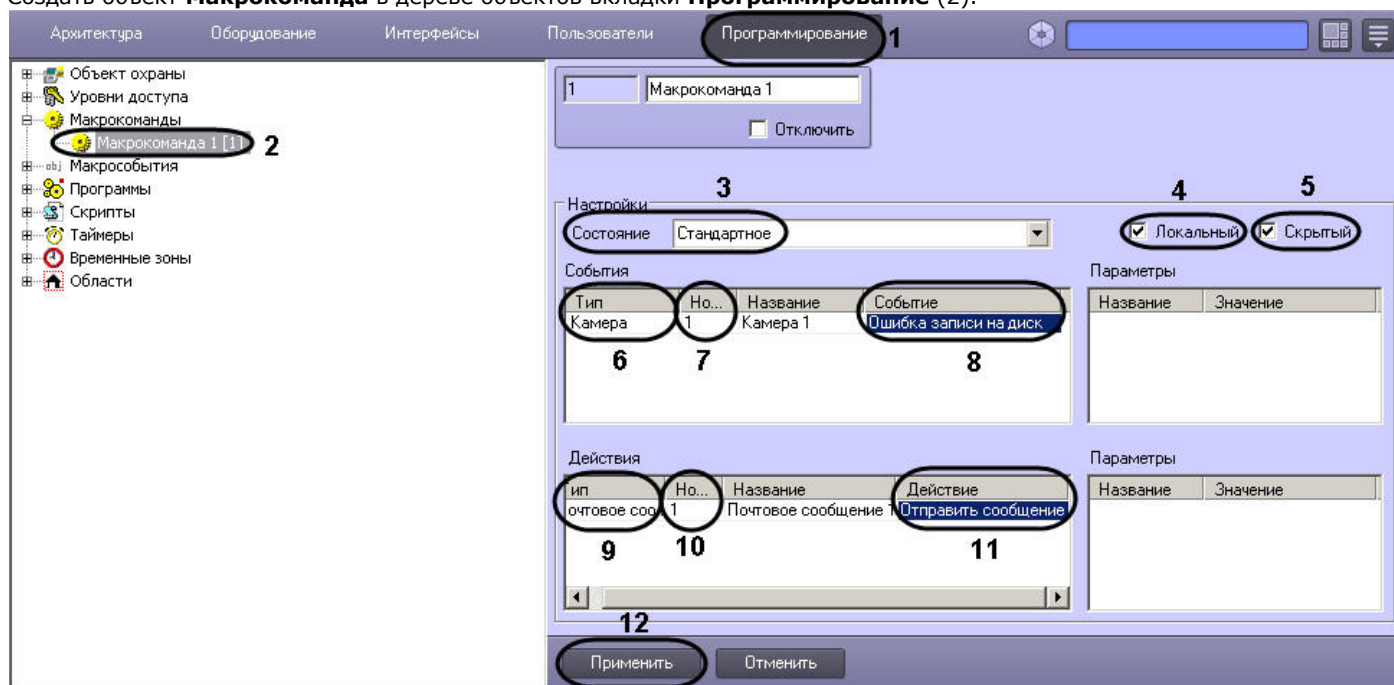 Создать объект Макрокоманда в дереве объектов вкладки Программирование (2).
Архитектура Оборудование Интерфейсы Пользователи Программирование 1
Объект охраны
Уровни доступа
Макрокоманды
Макрокоманда 1 [1] 2
obj Макрособытия
Программы
Скрипты
Таймеры
Временные зоны
Области
1 Макрокоманда 1
Отключить
3 4 5
Настройки
Состояние Стандартное Локальный Скрытый
События Параметры
Тип Но... Название Событие Название Значение
Камера 1 Камера 1 Ошибка записи на диск
6 7 8
Действия Параметры
ип Но... Название Действие Название Значение
очтовое соо 1 Почтовое сообщение 1 Отправить сообщение
9 10 11
12
Применить Отменить